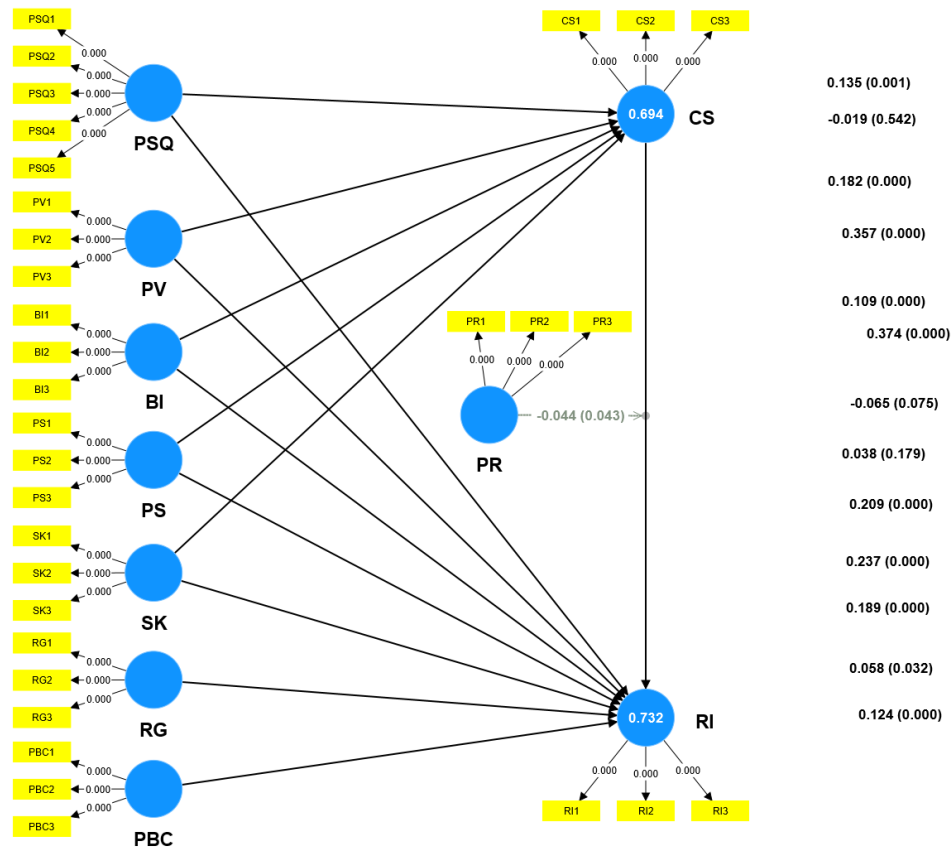 PSQ1
PSQ2
PSQ3
PSQ4
PSQ5
0.000
0.000
0.000
0.000
0.000
PSQ
PV1
PV2
PV3
0.000
0.000
0.000
PV
BI1
BI2
BI3
0.000
0.000
0.000
BI
PS1
PS2
PS3
0.000
0.000
0.000
PS
SK1
SK2
SK3
0.000
0.000
0.000
SK
RG1
RG2
RG3
0.000
0.000
0.000
RG
PBC1
PBC2
PBC3
0.000
0.000
0.000
PBC
CS1 CS2 CS3
0.000 0.000 0.000
0.694
CS
PR1 PR2 PR3
0.000 0.000 0.000
-0.044 (0.043)
PR
0.732
RI
0.000 0.000 0.000
RI1 RI2 RI3
0.135 (0.001)
-0.019 (0.542)
0.182 (0.000)
0.357 (0.000)
0.109 (0.000)
0.374 (0.000)
-0.065 (0.075)
0.038 (0.179)
0.209 (0.000)
0.237 (0.000)
0.189 (0.000)
0.058 (0.032)
0.124 (0.000)